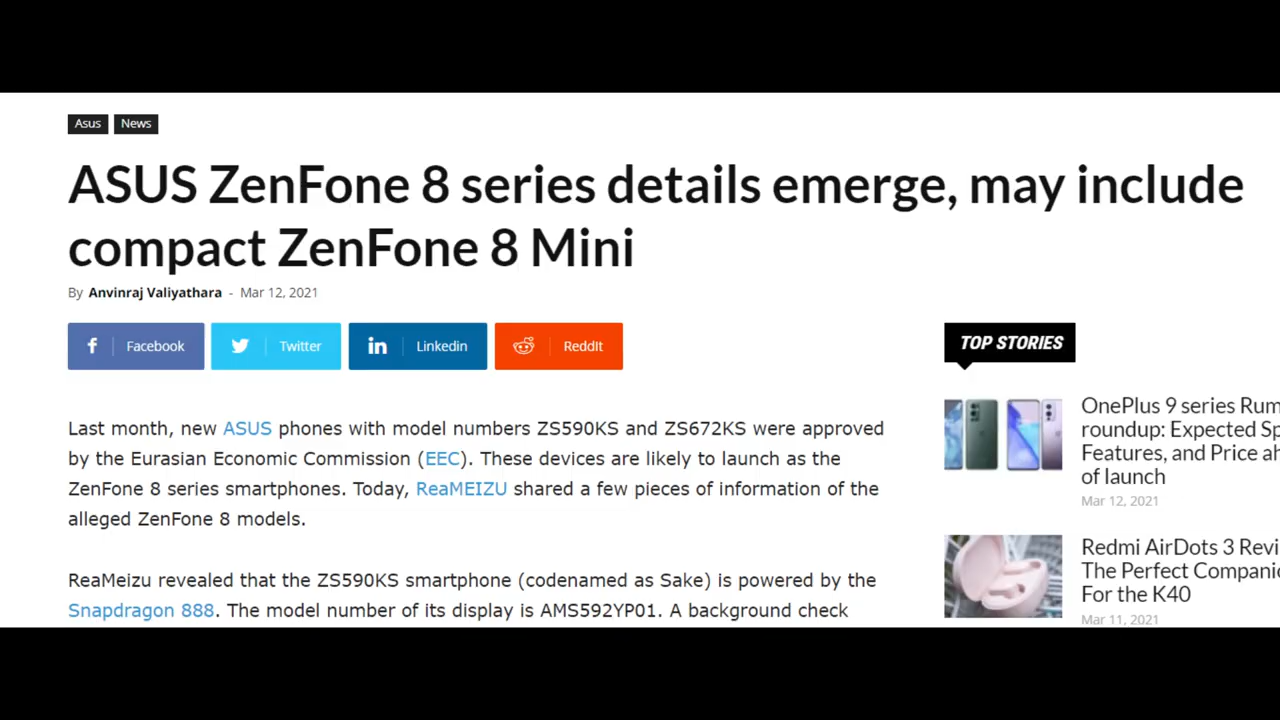 Asus News
ASUS ZenFone 8 series details emerge, may include
compact ZenFone 8 Mini
By Anvinraj Valiyathara - Mar 12, 2021
Facebook
Twitter
Linkedin
ReddIt
Last month, new ASUS phones with model numbers ZS590KS and ZS672KS were approved
by the Eurasian Economic Commission (EEC). These devices are likely to launch as the
ZenFone 8 series smartphones. Today, ReaMEIZU shared a few pieces of information of the
alleged ZenFone 8 models.
ReaMeizu revealed that the ZS590KS smartphone (codenamed as Sake) is powered by the
Snapdragon 888. The model number of its display is AMS592YP01. A background check
TOP STORIES
OnePlus 9 series Rum
roundup: Expected Sp
Features, and Price ah
of launch
Mar 12, 2021
Redmi AirDots 3 Revi
The Perfect Companio
For the K40
Mar 11, 2021